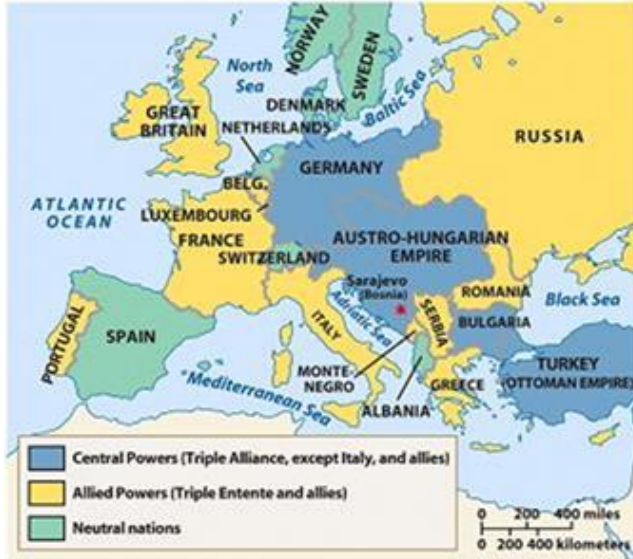 North
Sea
NORWAY
SWEDEN
DENMARK
Baltic Sea
GREAT
BRITAIN
NETHERLANDS
RUSSIA
GERMANY
BELG.
ATLANTIC
OCEAN
LUXEMBOURG
FRANCE
SWITZERLAND
AUSTRO-HUNGARIAN
EMPIRE
Sarajevo
(Bosnia)
ROMANIA
Black Sea
Adriatic Sea
SERBIA
BULGARIA
PORTUGAL
SPAIN
ITALY
MONTE-
NEGRO
TURKEY
(OTTOMAN EMPIRE)
GREECE
Mediterranean Sea
ALBANIA
Central Powers (Triple Alliance, except Italy, and allies)
Allied Powers (Triple Entente and allies)
Neutral nations
0 200 400 miles
0 200 400 kilometers